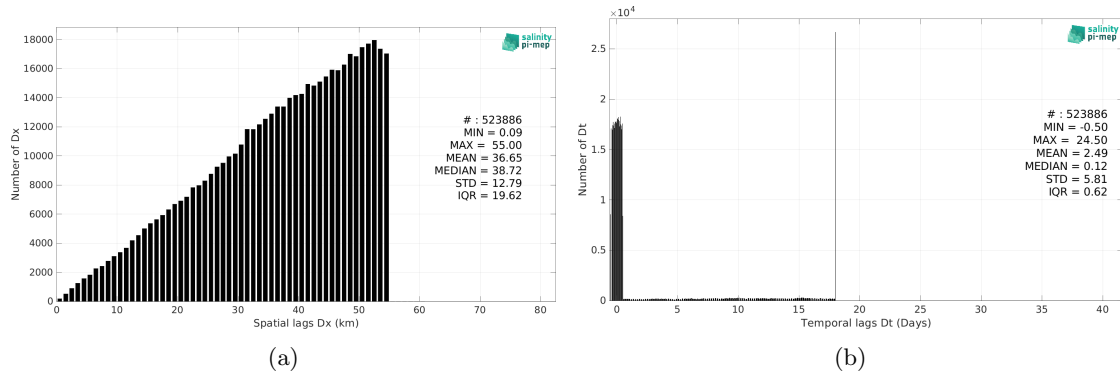 18000
16000
14000
12000
10000
8000
6000
4000
2000
0
0 10 20 30 40 50 60 70 80
Number of Dx
Spatial lags Dx (km)
salinity
pi-mep
# : 523886
MIN = 0.09
MAX = 55.00
MEAN = 36.65
MEDIAN = 38.72
STD = 12.79
IQR = 19.62
(a)
×10⁴
2.5
2
1.5
1
0.5
0
0 5 10 15 20 25 30 35 40
Number of Dt
Temporal lags Dt (Days)
salinity
pi-mep
# : 523886
MIN = -0.50
MAX = 24.50
MEAN = 2.49
MEDIAN = 0.12
STD = 5.81
IQR = 0.62
(b)